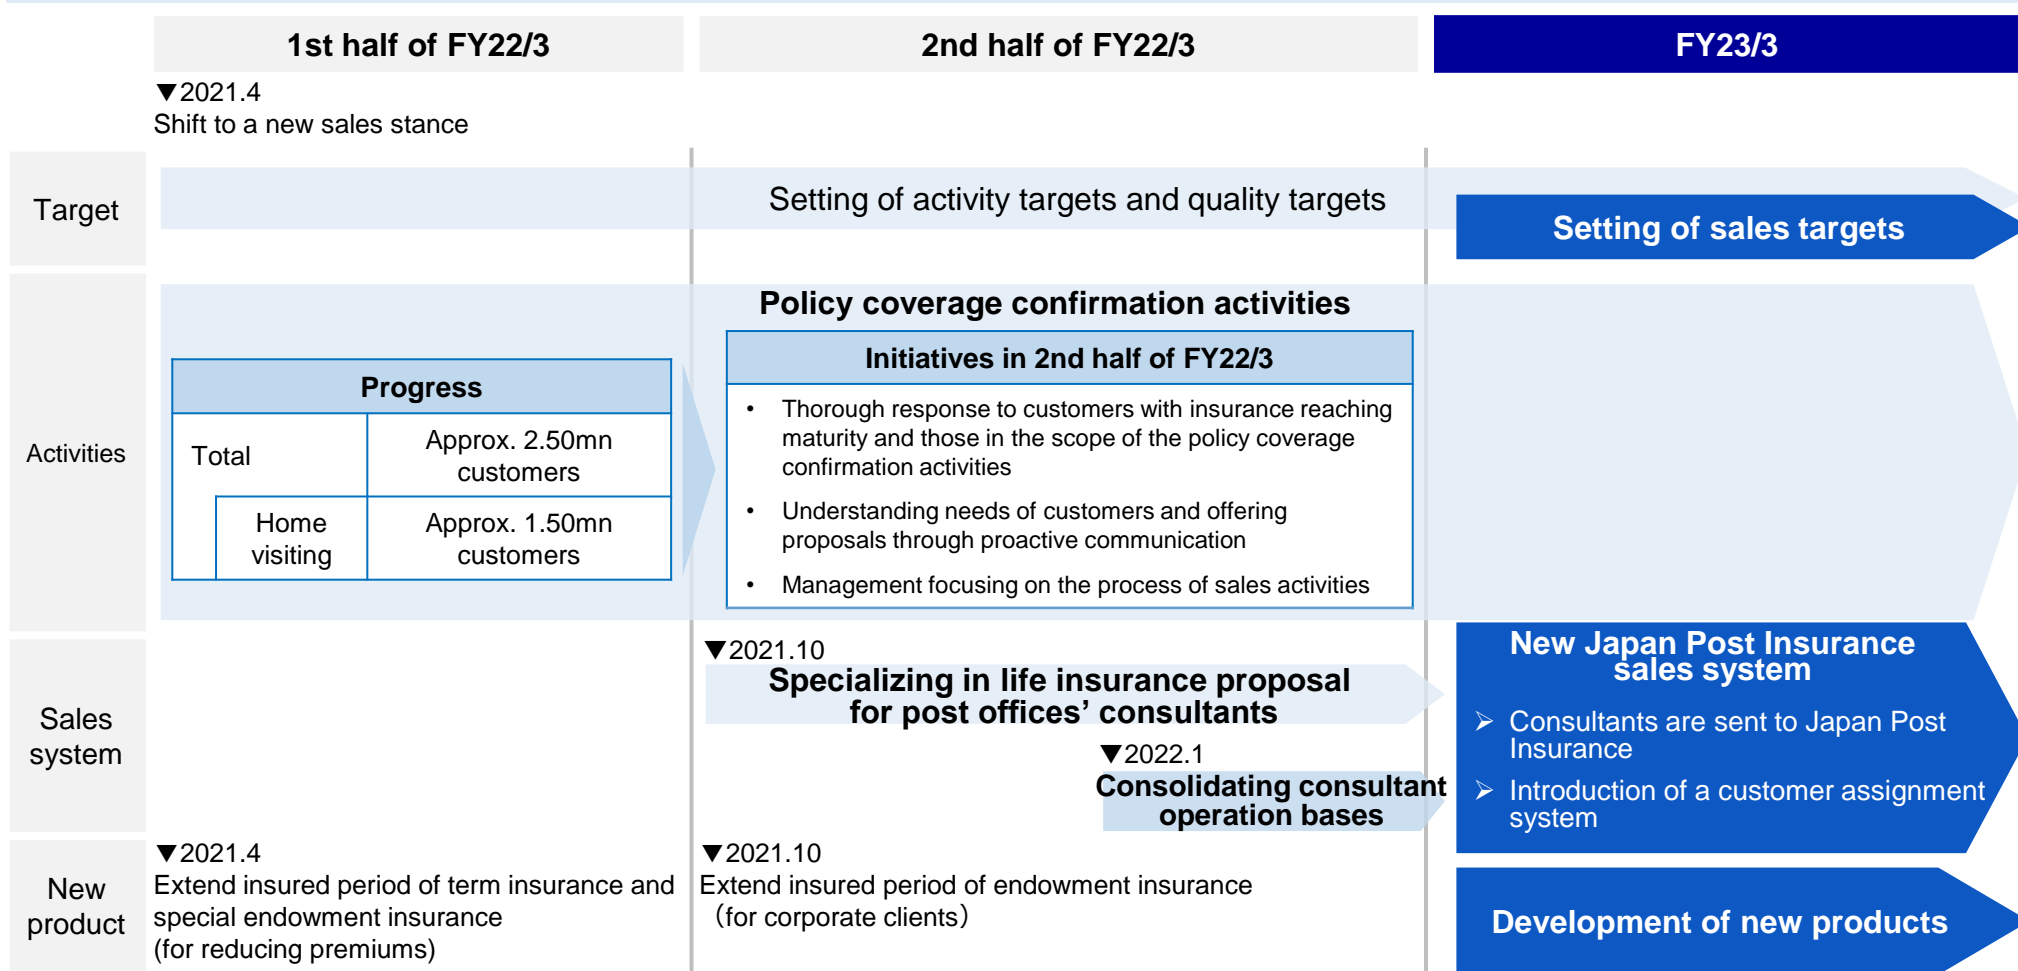 1st half of FY22/3
2nd half of FY22/3
FY23/3
▼2021.4
Shift to a new sales stance
Target
Setting of activity targets and quality targets
Setting of sales targets
Activities
Policy coverage confirmation activities
Progress
Total
Approx. 2.50mn
customers
Home
visiting
Approx. 1.50mn
customers
Initiatives in 2nd half of FY22/3
• Thorough response to customers with insurance reaching
maturity and those in the scope of the policy coverage
confirmation activities
• Understanding needs of customers and offering
proposals through proactive communication
• Management focusing on the process of sales activities
Sales
system
▼2021.10
Specializing in life insurance proposal
for post offices’ consultants
▼2022.1
Consolidating consultant
operation bases
New Japan Post Insurance
sales system
➢ Consultants are sent to Japan Post
Insurance
➢ Introduction of a customer assignment
system
New
product
▼2021.4
Extend insured period of term insurance and
special endowment insurance
(for reducing premiums)
▼2021.10
Extend insured period of endowment insurance
（for corporate clients）
Development of new products